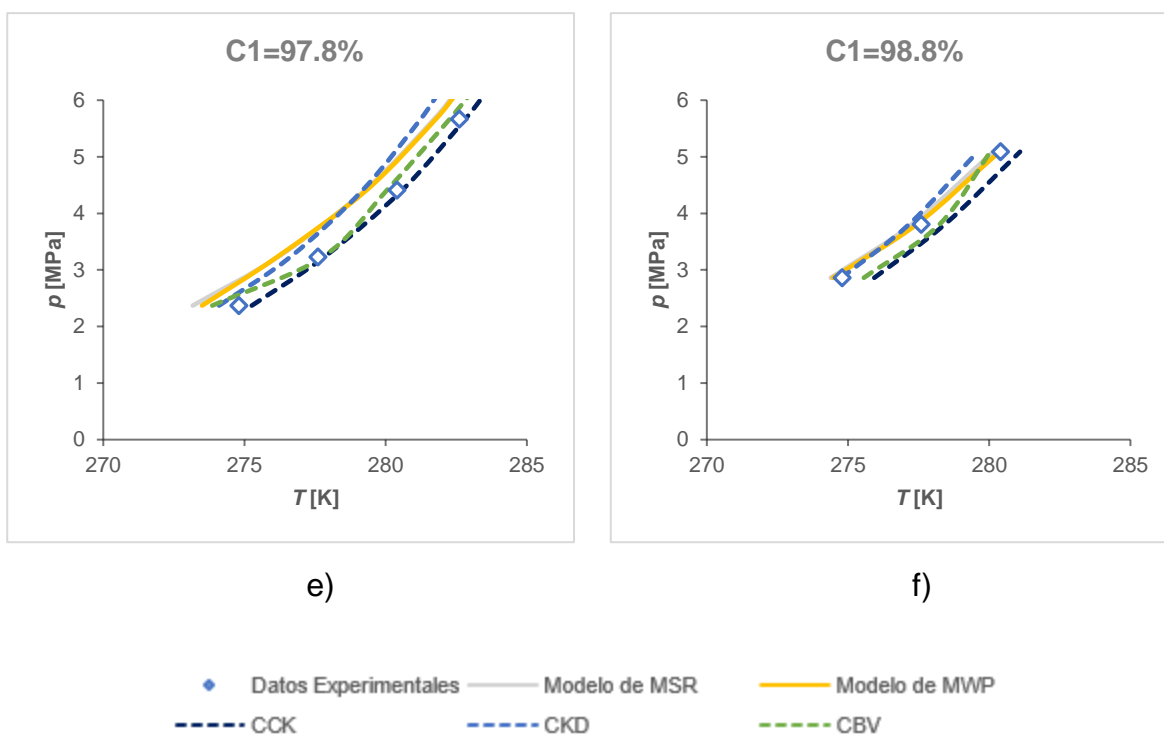 C1=97.8%
6
5
4
3
2
1
0
p [MPa]
270 275 280 285
T [K]
e)
C1=98.8%
6
5
4
3
2
1
0
p [MPa]
270 275 280 285
T [K]
f)
Datos Experimentales Modelo de MSR Modelo de MWP
CCK CKD CBV